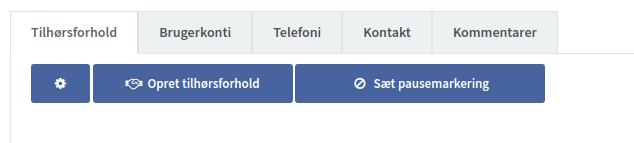 Tilhørsforhold Brugerkonti Telefoni Kontakt Kommentarer
Opret tilhørsforhold Sæt pausemarkering